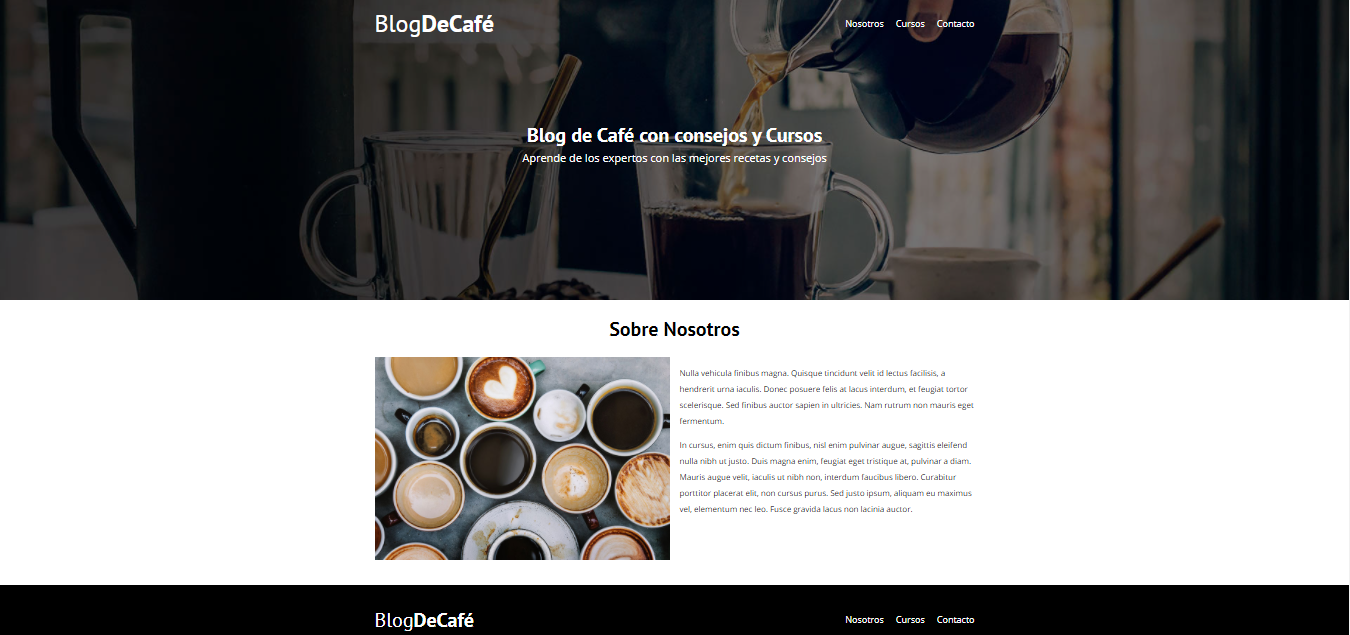 BlogDeCafé
Nosotros Cursos Contacto
Blog de Café con consejos y Cursos
Aprende de los expertos con las mejores recetas y consejos
Sobre Nosotros
Nulla vehicula finibus magna. Quisque tincidunt velit id lectus facilisis, a
hendrerit urna iaculis. Donec posuere felis at lacus interdum, et feugiat tortor
scelerisque. Sed finibus auctor sapien in ultricies. Nam rutrum non mauris eget
fermentum.
In cursus, enim quis dictum finibus, nisl enim pulvinar augue, sagittis eleifend
nulla nibh ut justo. Duis magna enim, feugiat eget tristique at, pulvinar a diam.
Mauris augue velit, iaculis ut nibh non, interdum faucibus libero. Curabitur
porttitor placerat elit, non cursus purus. Sed justo ipsum, aliquam eu maximus
vel, elementum nec leo. Fusce gravida lacus non lacinia auctor.
BlogDeCafé
Nosotros Cursos Contacto